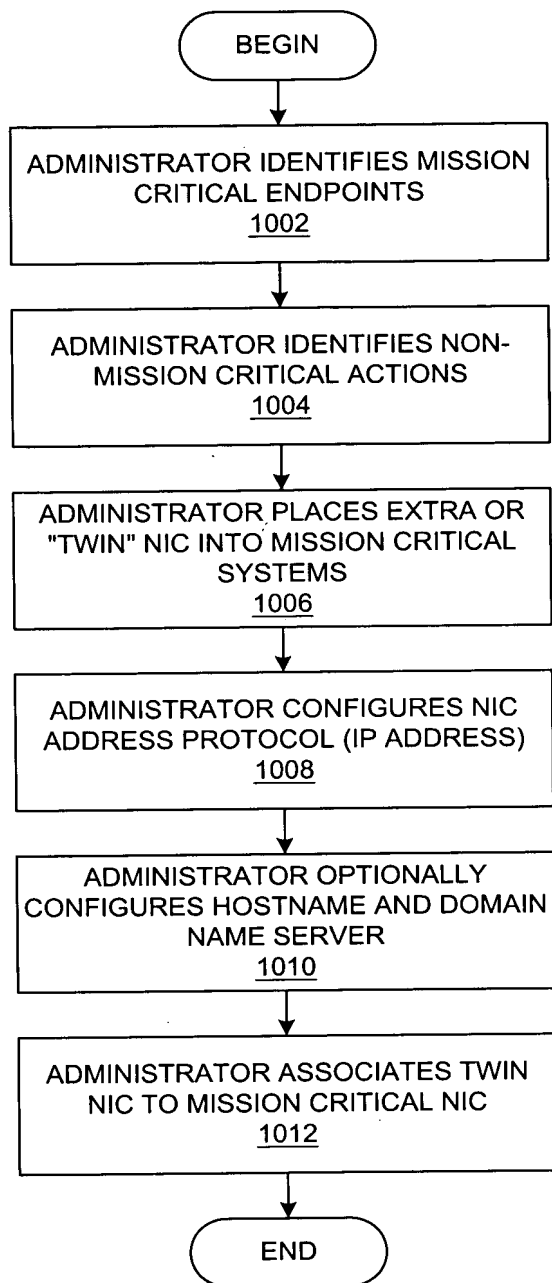 BEGIN
ADMINISTRATOR IDENTIFIES MISSION
CRITICAL ENDPOINTS
1002
ADMINISTRATOR IDENTIFIES NON-
MISSION CRITICAL ACTIONS
1004
ADMINISTRATOR PLACES EXTRA OR
"TWIN" NIC INTO MISSION CRITICAL
SYSTEMS
1006
ADMINISTRATOR CONFIGURES NIC
ADDRESS PROTOCOL (IP ADDRESS)
1008
ADMINISTRATOR OPTIONALLY
CONFIGURES HOSTNAME AND DOMAIN
NAME SERVER
1010
ADMINISTRATOR ASSOCIATES TWIN
NIC TO MISSION CRITICAL NIC
1012
END